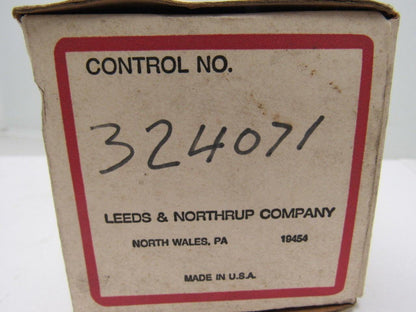 CONTROL NO.
324071
LEEDS & NORTHRUP COMPANY
NORTH WALES, PA 19454
MADE IN U.S.A.